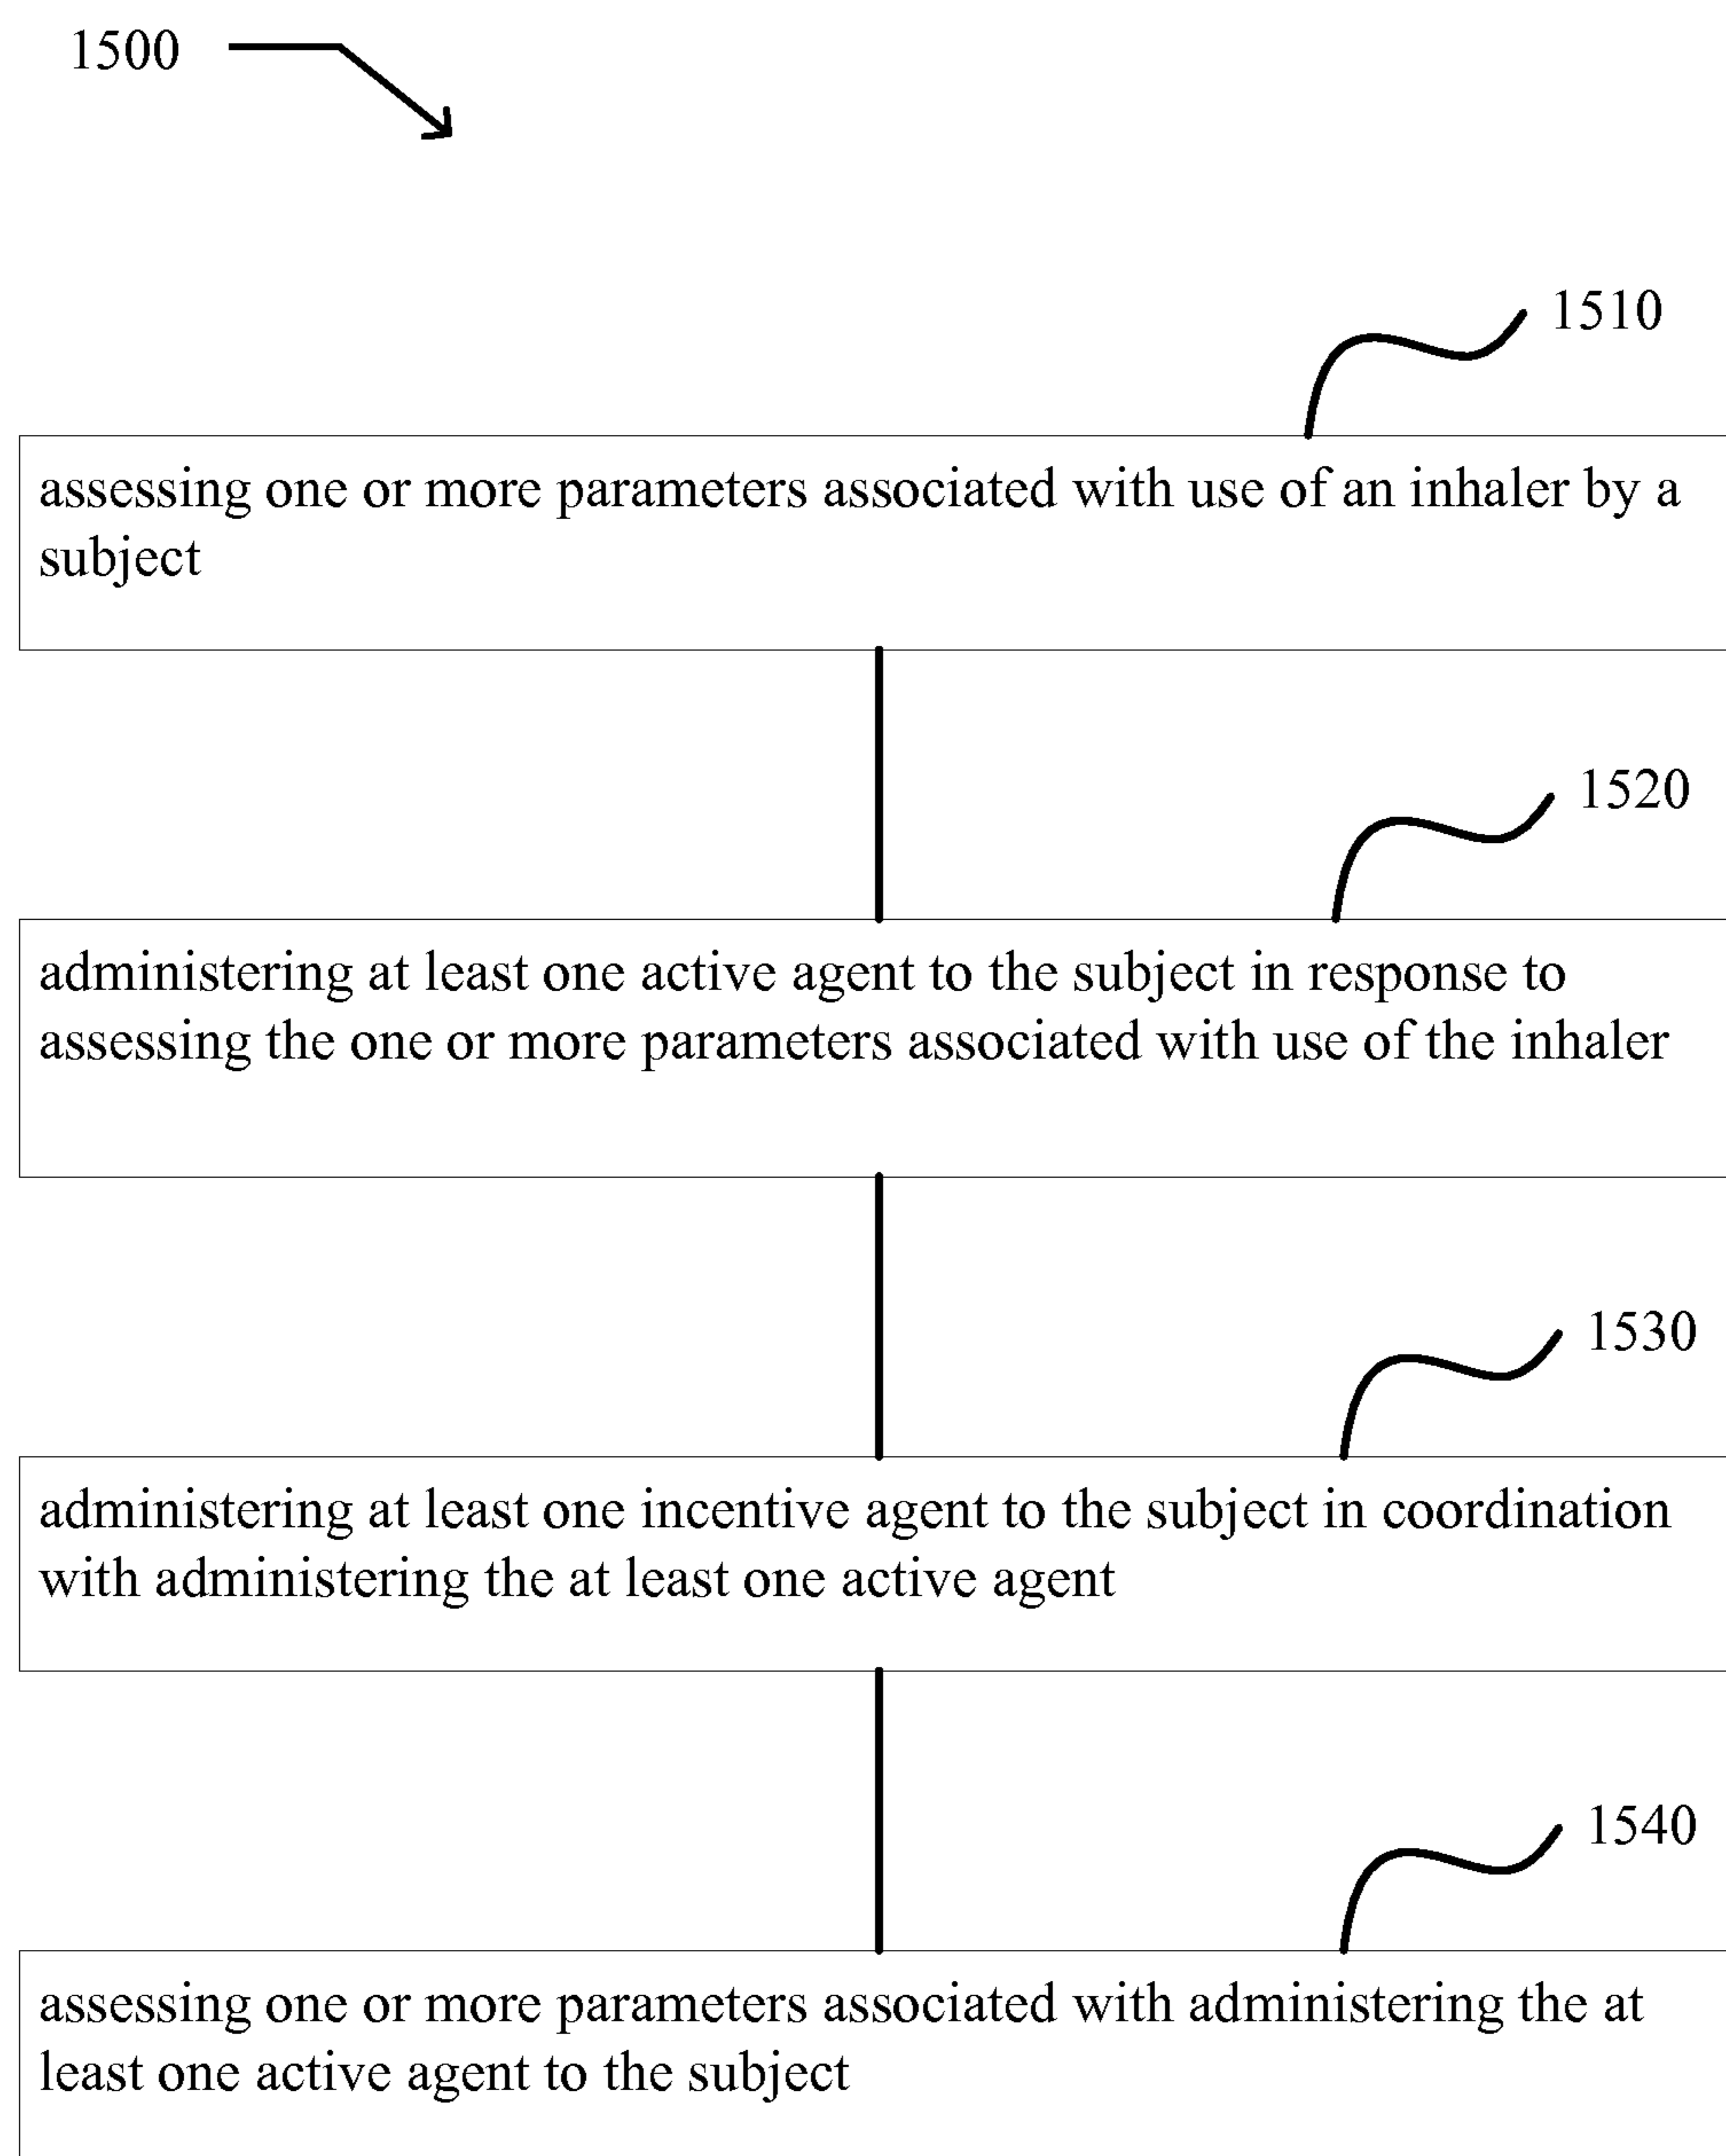 1500
1510
assessing one or more parameters associated with use of an inhaler by a
subject
1520
administering at least one active agent to the subject in response to
assessing the one or more parameters associated with use of the inhaler
1530
administering at least one incentive agent to the subject in coordination
with administering the at least one active agent
1540
assessing one or more parameters associated with administering the at
least one active agent to the subject